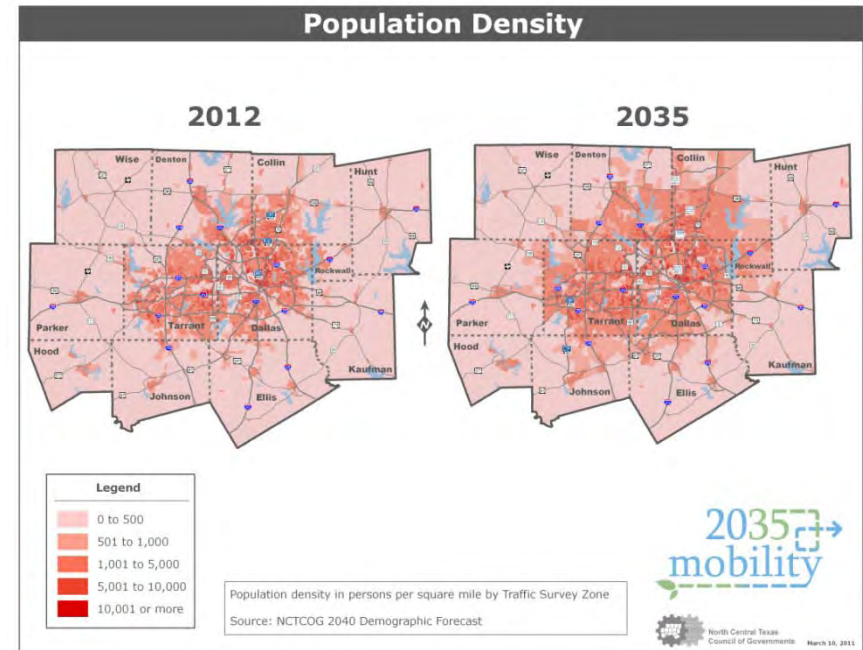 Population Density
2012
2035
Wise
Denton
Collin
Hunt
Rockwall
Parker
Tarrant
Dallas
Hood
Johnson
Ellis
Kaufman
N
Wise
Denton
Collin
Hunt
Rockwall
Parker
Tarrant
Dallas
Hood
Johnson
Ellis
Kaufman
Legend
0 to 500
501 to 1,000
1,001 to 5,000
5,001 to 10,000
10,001 or more
Population density in persons per square mile by Traffic Survey Zone
Source: NCTCOG 2040 Demographic Forecast
2035
mobility
North Central Texas
Council of Governments
March 10, 2011